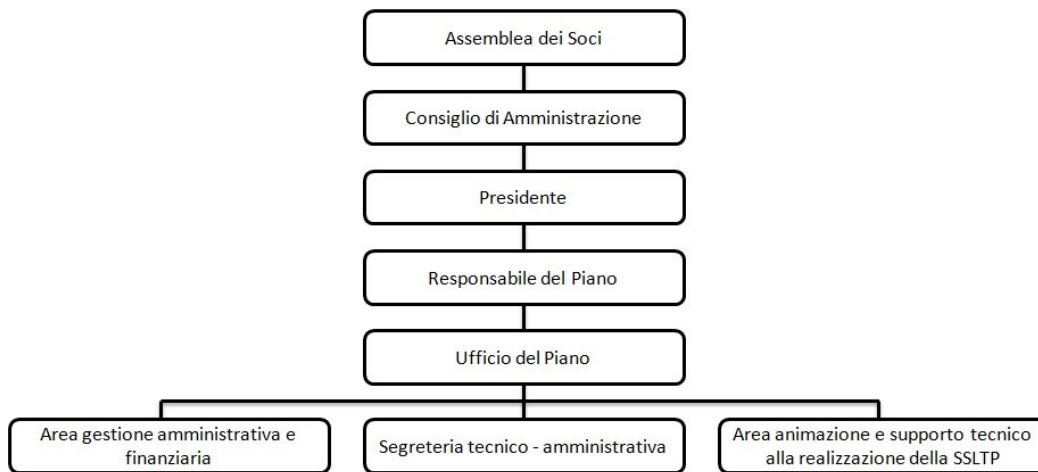 Assemblea dei Soci
Consiglio di Amministrazione
Presidente
Responsabile del Piano
Ufficio del Piano
Area gestione amministrativa e
finanziaria
Segreteria tecnico - amministrativa
Area animazione e supporto tecnico
alla realizzazione della SSLTP